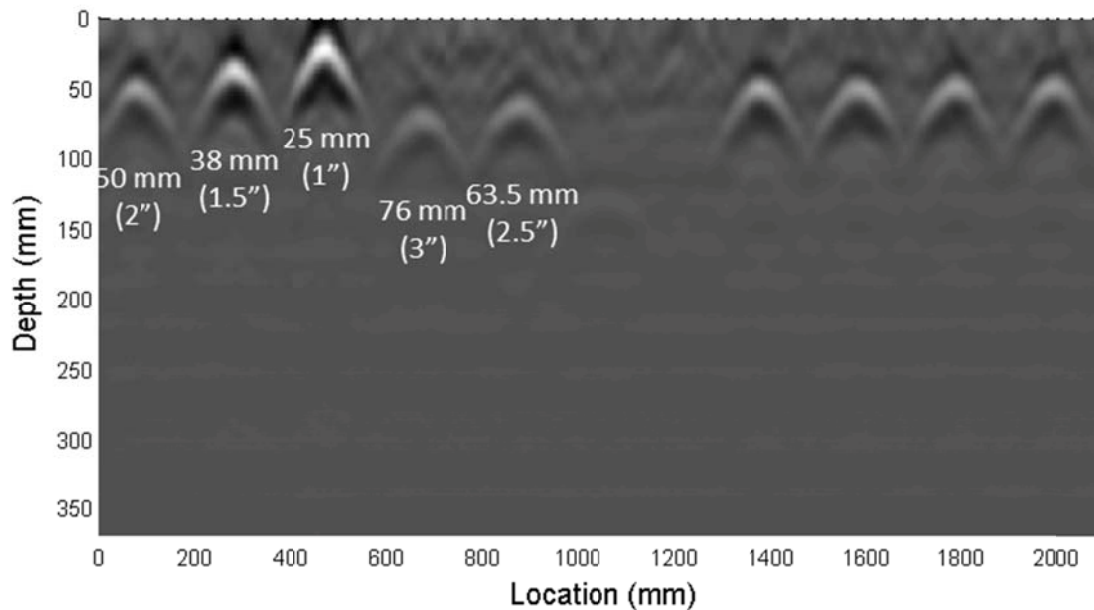 0
50
100
150
200
250
300
350
Depth (mm)
50 mm
(2”)
38 mm
(1.5”)
25 mm
(1”)
76 mm
(3”)
63.5 mm
(2.5”)
0 200 400 600 800 1000 1200 1400 1600 1800 2000
Location (mm)